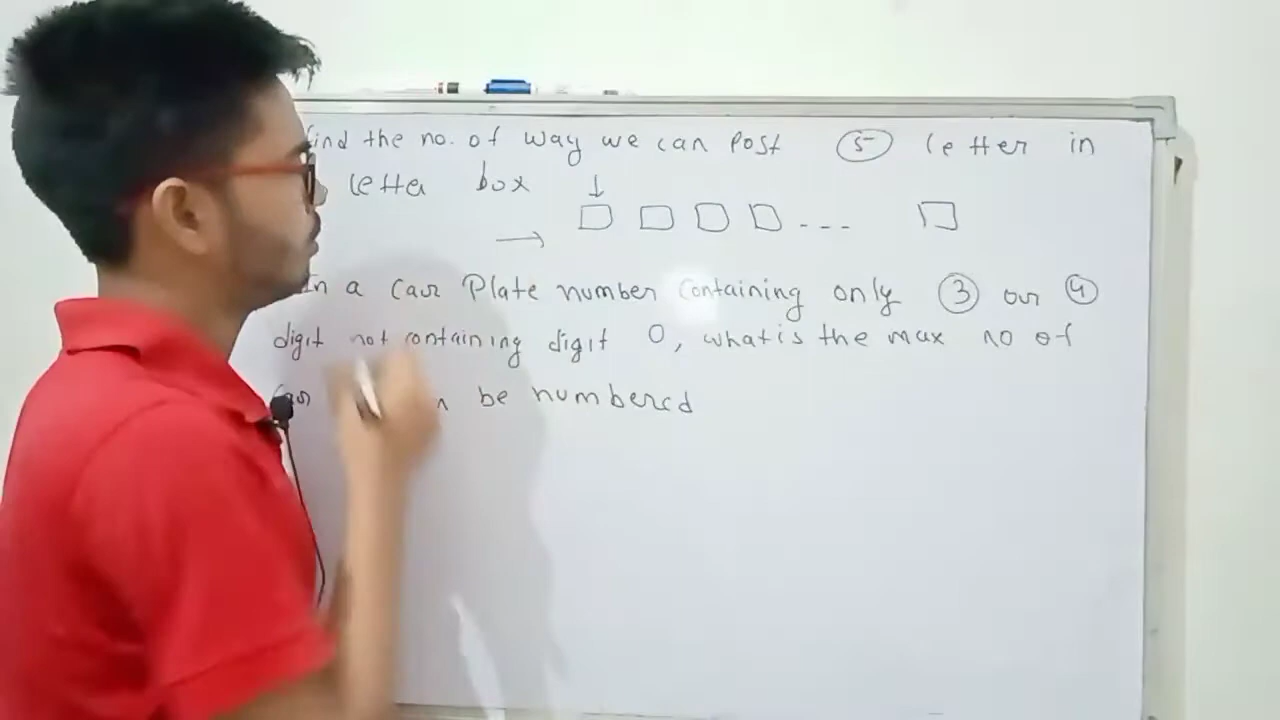 find the no. of way we can Post 5 letter in
letter box
In a car Plate number containing only 3 or 4
digit not containing digit 0, what is the max no of
be numbered